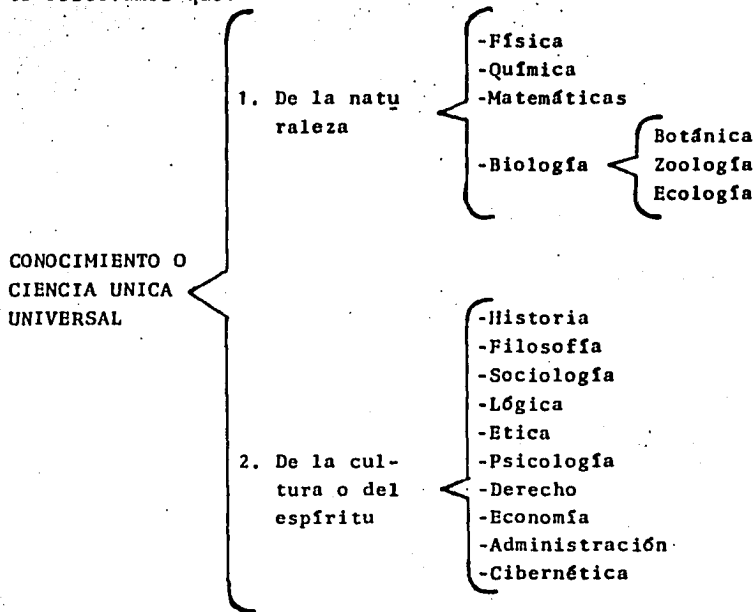 -Física
-Química
1. De la natu
-Matemáticas
raleza
Botánica
-Biología
Zoología
Ecología
CONOCIMIENTO O
CIENCIA UNICA
UNIVERSAL
-Historia
-Filosofía
-Sociología
-Lógica
-Etica
2. De la cul-
-Psicología
tura o del
-Derecho
espíritu
-Economía
-Administración
-Cibernética